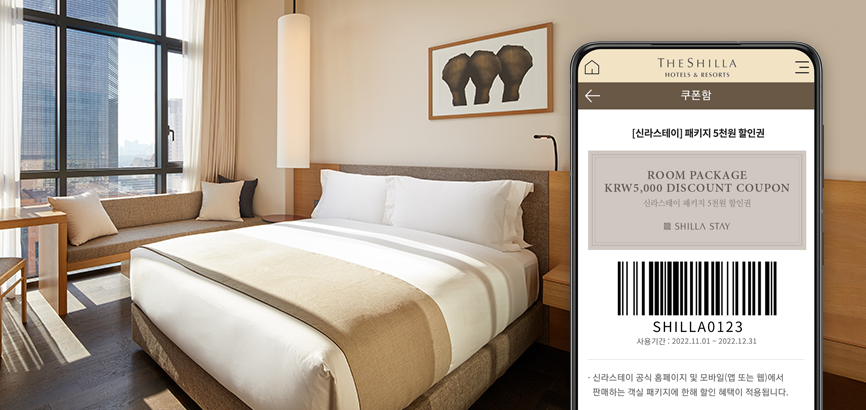 THE SHILLA
HOTELS & RESORTS
쿠폰함
[신라스테이] 패키지 5천원 할인권
ROOM PACKAGE
KRW5,000 DISCOUNT COUPON
신라스테이 패키지 5천원 할인권
SHILLA STAY
SHILLA0123
사용기간 : 2022.11.01 ~ 2022.12.31
- 신라스테이 공식 홈페이지 및 모바일(앱 또는 웹)에서
판매하는 객실 패키지에 한해 할인 혜택이 적용됩니다.